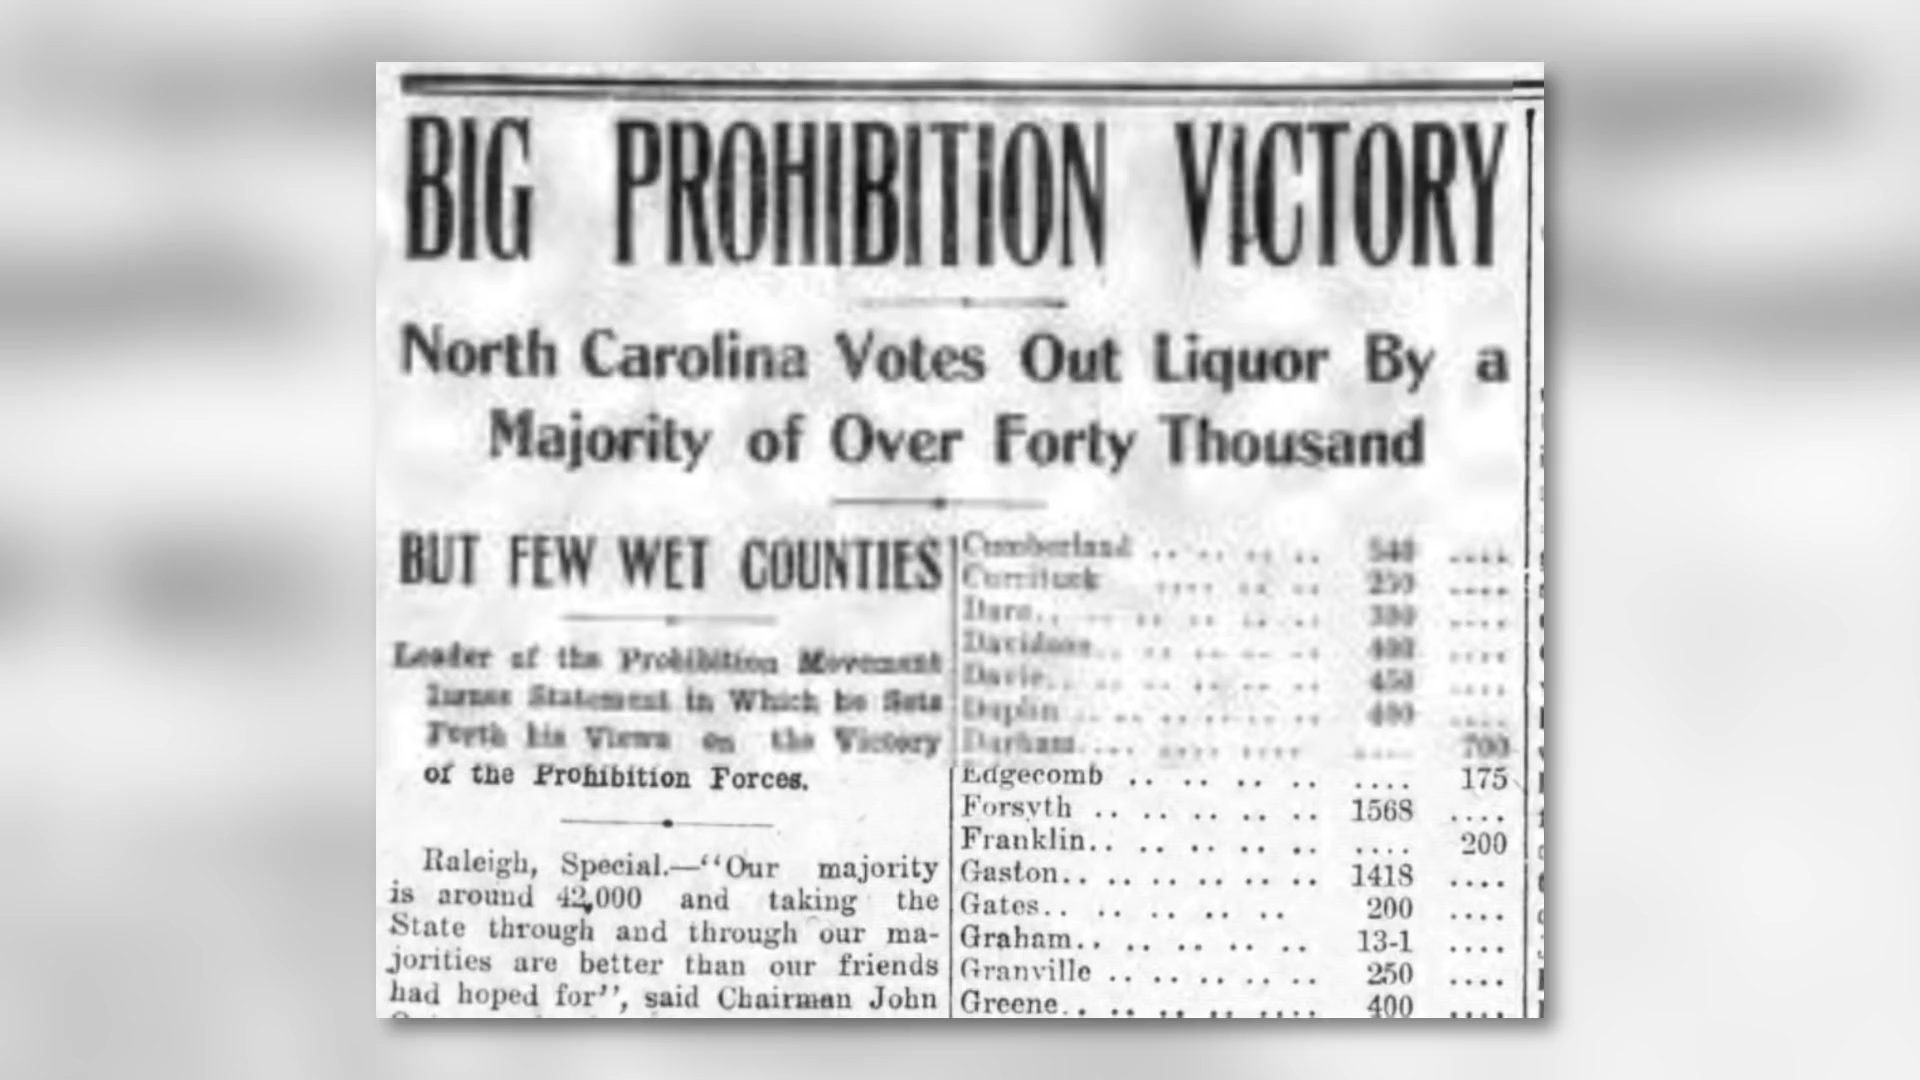 BIG PROHIBITION VICTORY
North Carolina Votes Out Liquor By a
Majority of Over Forty Thousand
BUT FEW WET COUNTIES
Leader of the Prohibition Movement
Issues Statement in Which he Sets
Forth his Views on the Victory
of the Prohibition Forces.
Raleigh, Special.—“Our majority
is around 42,000 and taking the
State through and through our ma-
jorities are better than our friends
had hoped for”, said Chairman John
Cumberland .. .. .. .. 540 ....
Currituck .... .. .. 250 ....
Dare.. .. .. .. .. ....
Davidson.. .. .. .. .. 400 ....
Davie.. .. .. .. .. 450 ....
Duplin .. .. .. .. .. 400 ....
Durham.... .... .... .... 700
Edgecomb .. .. .. .. .... 175
Forsyth .. .. .. .. .. 1568 ....
Franklin.. .. .. .. .. .... 200
Gaston.. .. .. .. .. .. 1418 ....
Gates.. .. .. .. .. 200 ....
Graham.. .. .. .. .. 13-1 ....
Granville .. .. .. .. .. 250 ....
Greene.. .. .. .. .... 400 ....